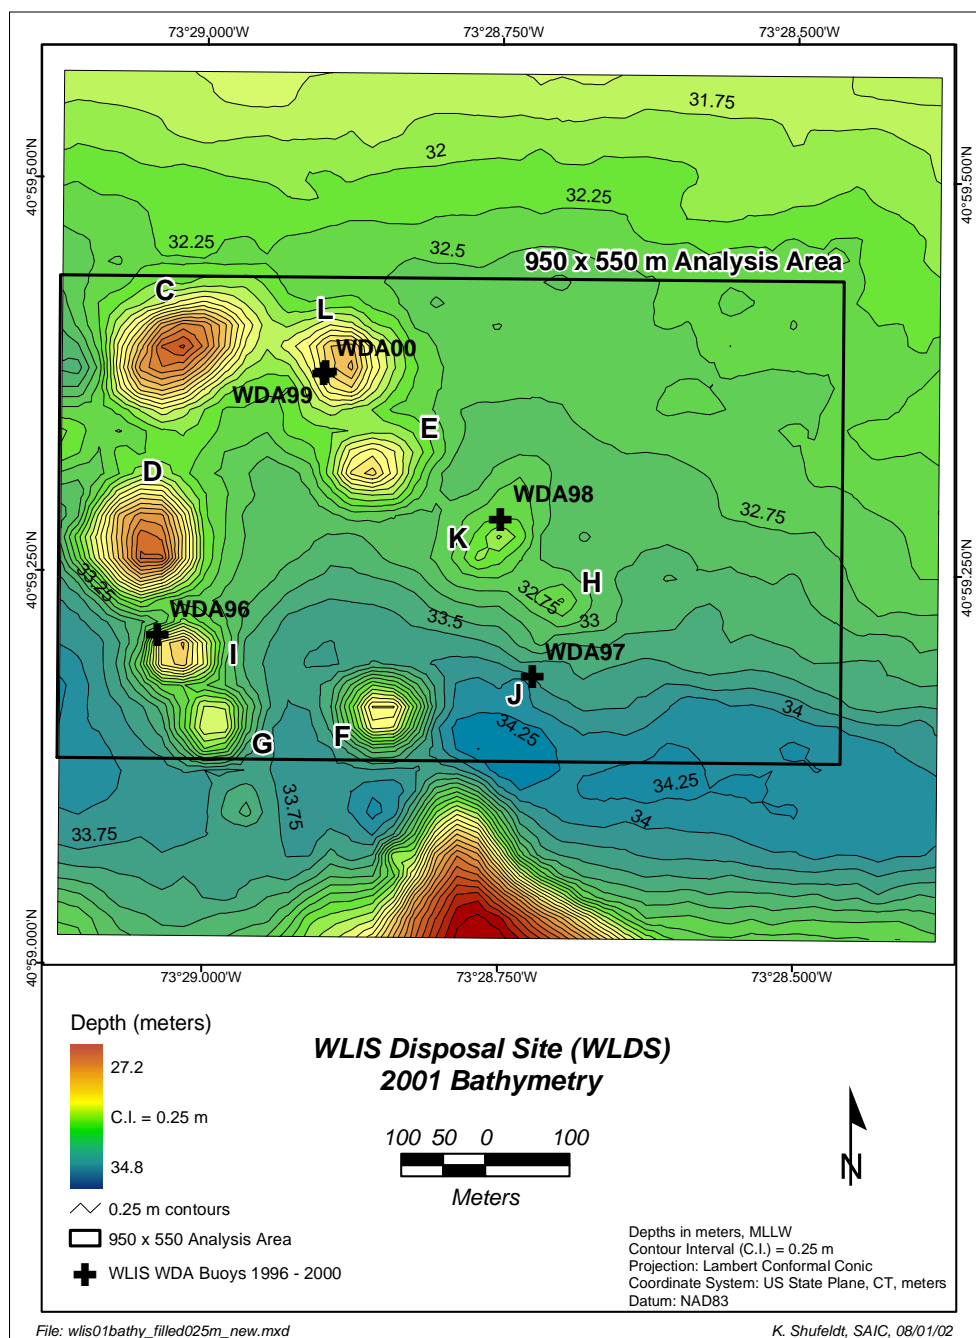 73°29.000'W
73°28.750'W
73°28.500'W
40°59.500'N
40°59.500'N
31.75
32
32.25
32.25
32.5
950 x 550 m Analysis Area
C
L
WDA00
WDA99
E
D
WDA98
32.75
K
H
33.25
32.75
40°59.250'N
40°59.250'N
WDA96
33.5
33
I
WDA97
J
34
F
G
34.25
34.25
33.75
33.75
34
40°59.000'N
73°29.000'W
73°28.750'W
73°28.500'W
Depth (meters)
27.2
C.I. = 0.25 m
34.8
0.25 m contours
950 x 550 Analysis Area
WLIS WDA Buoys 1996 - 2000
WLIS Disposal Site (WLDS)
2001 Bathymetry
100 50 0 100
Meters
N
Depths in meters, MLLW
Contour Interval (C.I.) = 0.25 m
Projection: Lambert Conformal Conic
Coordinate System: US State Plane, CT, meters
Datum: NAD83
File: wlis01bathy_filled025m_new.mxd
K. Shufeldt, SAIC, 08/01/02